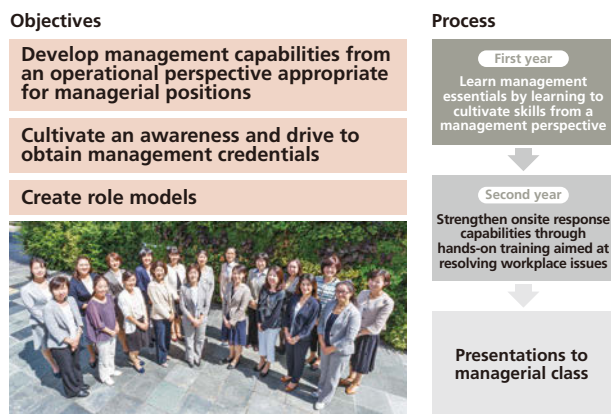 Objectives
Develop management capabilities from
an operational perspective appropriate
for managerial positions
Cultivate an awareness and drive to
obtain management credentials
Create role models
Process
First year
Learn management
essentials by learning to
cultivate skills from a
management perspective
Second year
Strengthen onsite response
capabilities through
hands-on training aimed at
resolving workplace issues
Presentations to
managerial class